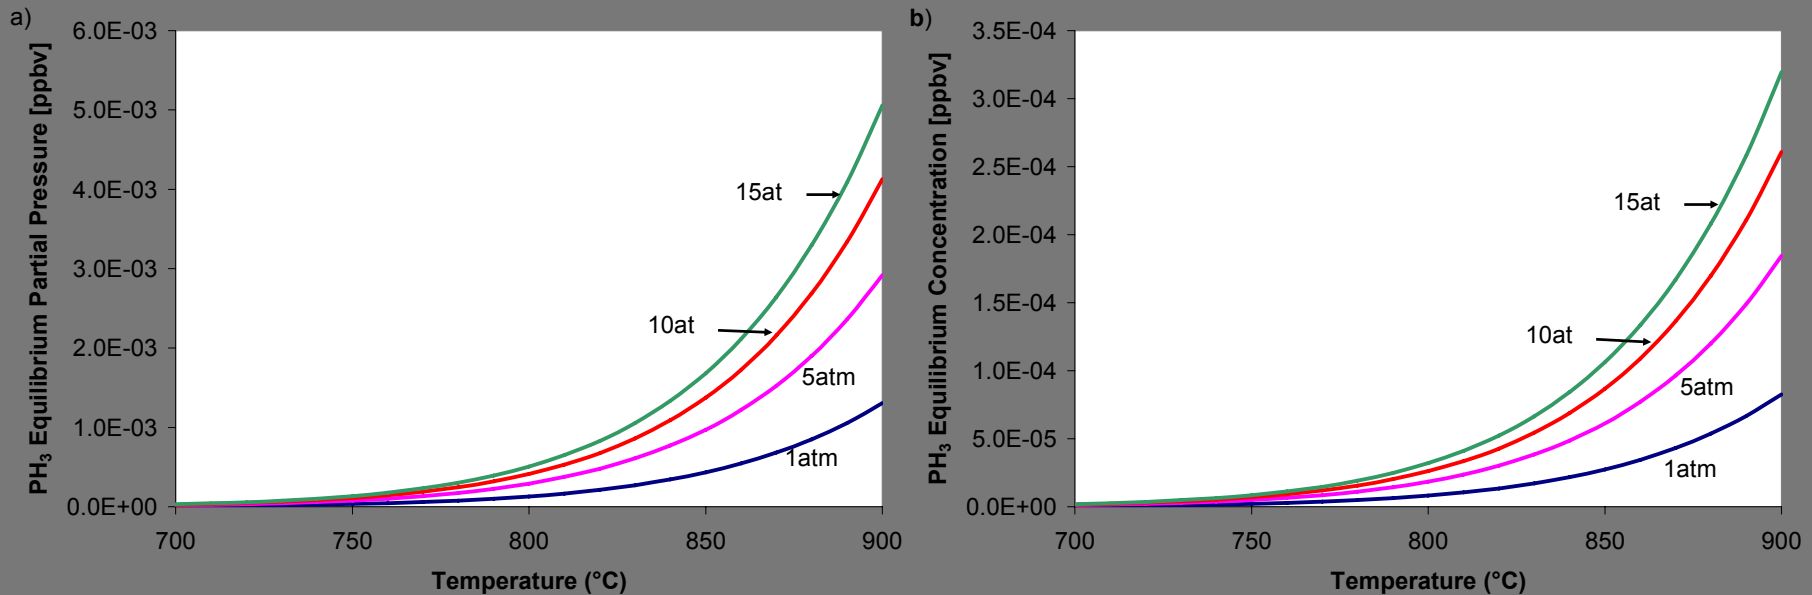 a)
PH₃ Equilibrium Partial Pressure [ppbv]
6.0E-03
5.0E-03
4.0E-03
3.0E-03
2.0E-03
1.0E-03
0.0E+00
15at
10at
5atm
1atm
700 750 800 850 900
Temperature (°C)
b)
PH₃ Equilibrium Concentration [ppbv]
3.5E-04
3.0E-04
2.5E-04
2.0E-04
1.5E-04
1.0E-04
5.0E-05
0.0E+00
15at
10at
5atm
1atm
700 750 800 850 900
Temperature (°C)